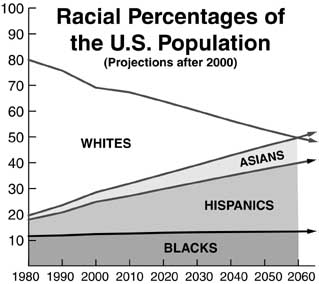 Racial Percentages of
the U.S. Population
(Projections after 2000)
100
90
80
70
60
50
40
30
20
10
WHITES
ASIANS
HISPANICS
BLACKS
1980 1990 2000 2010 2020 2030 2040 2050 2060